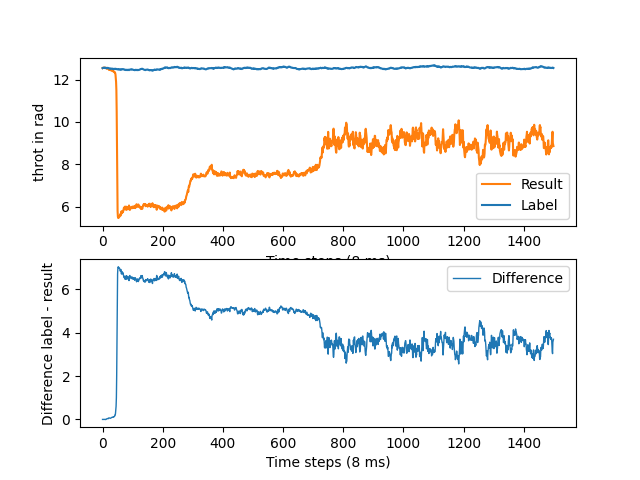 throt in rad
12
10
8
6
Result
Label
0 200 400 600 800 1000 1200 1400
Time steps (8 ms)
Difference label - result
6
4
2
0
Difference
0 200 400 600 800 1000 1200 1400
Time steps (8 ms)